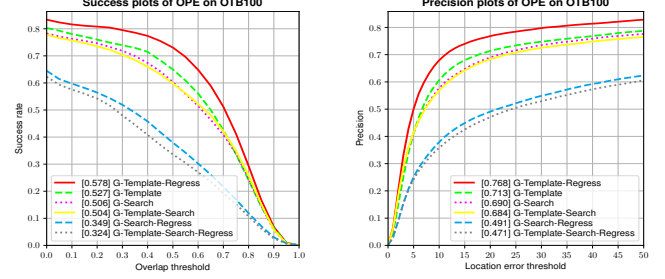 Success plots of OPE on OTB100
Success rate
0.8
0.7
0.6
0.5
0.4
0.3
0.2
0.1
0.0
[0.578] G-Template-Regress
[0.527] G-Template
[0.506] G-Search
[0.504] G-Template-Search
[0.349] G-Search-Regress
[0.324] G-Template-Search-Regress
0.0 0.1 0.2 0.3 0.4 0.5 0.6 0.7 0.8 0.9 1.0
Overlap threshold
Precision plots of OPE on OTB100
Precision
0.8
0.7
0.6
0.5
0.4
0.3
0.2
0.1
0.0
[0.768] G-Template-Regress
[0.713] G-Template
[0.690] G-Search
[0.684] G-Template-Search
[0.491] G-Search-Regress
[0.471] G-Template-Search-Regress
0 5 10 15 20 25 30 35 40 45 50
Location error threshold